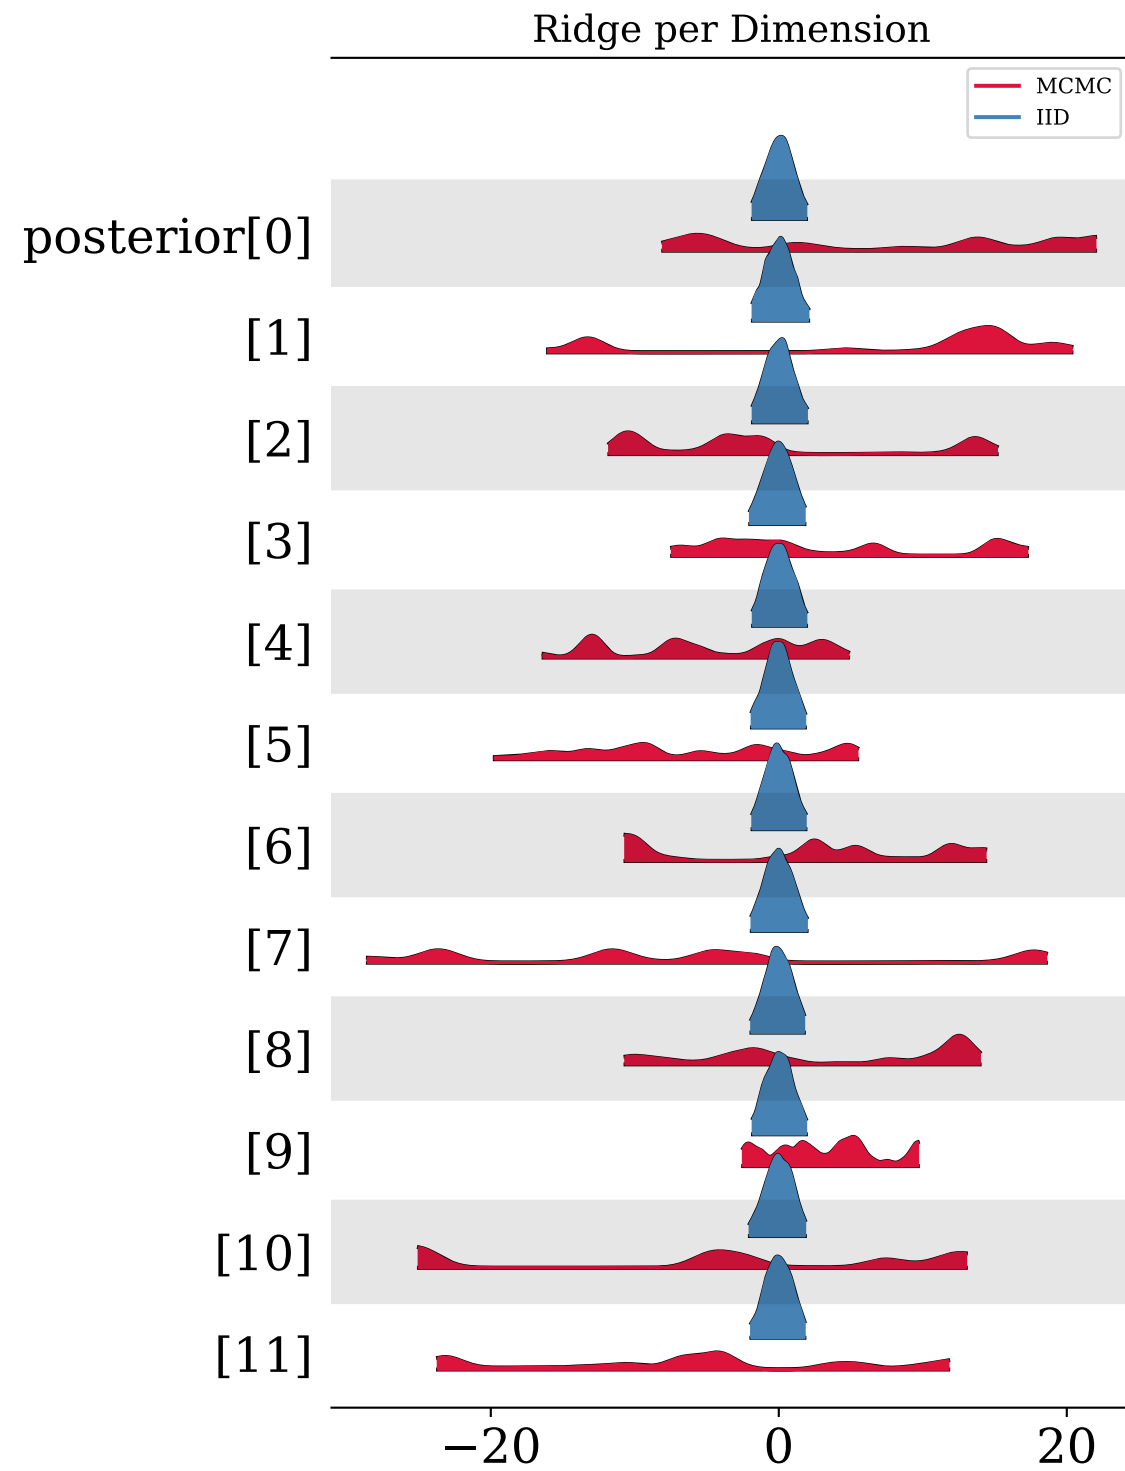 Ridge per Dimension
MCMC
IID
posterior[0]
[1]
[2]
[3]
[4]
[5]
[6]
[7]
[8]
[9]
[10]
[11]
−20 0 20